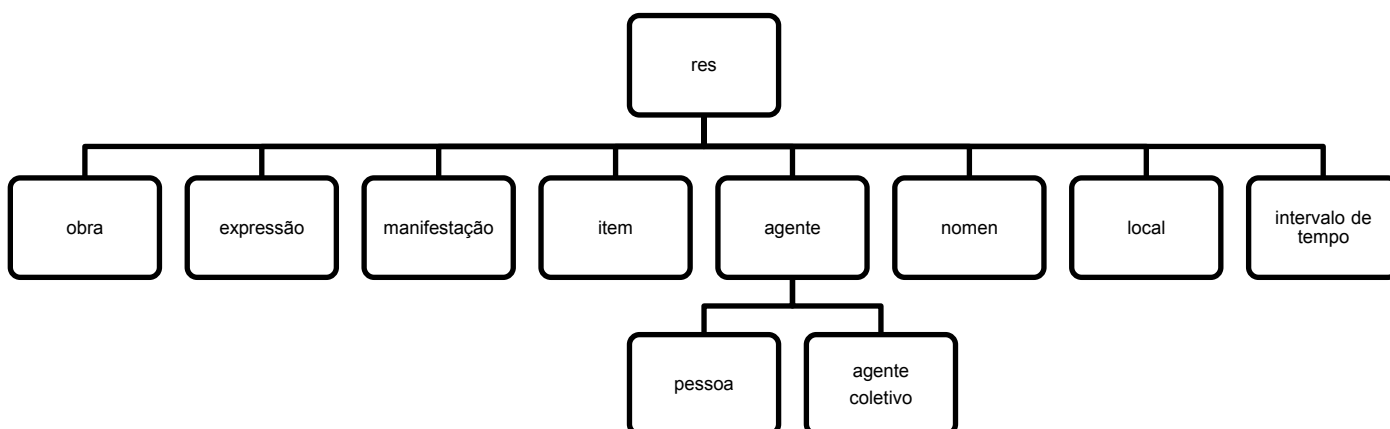 res
obra
expressão
manifestação
item
agente
nomen
local
intervalo de
tempo
pessoa
agente
coletivo